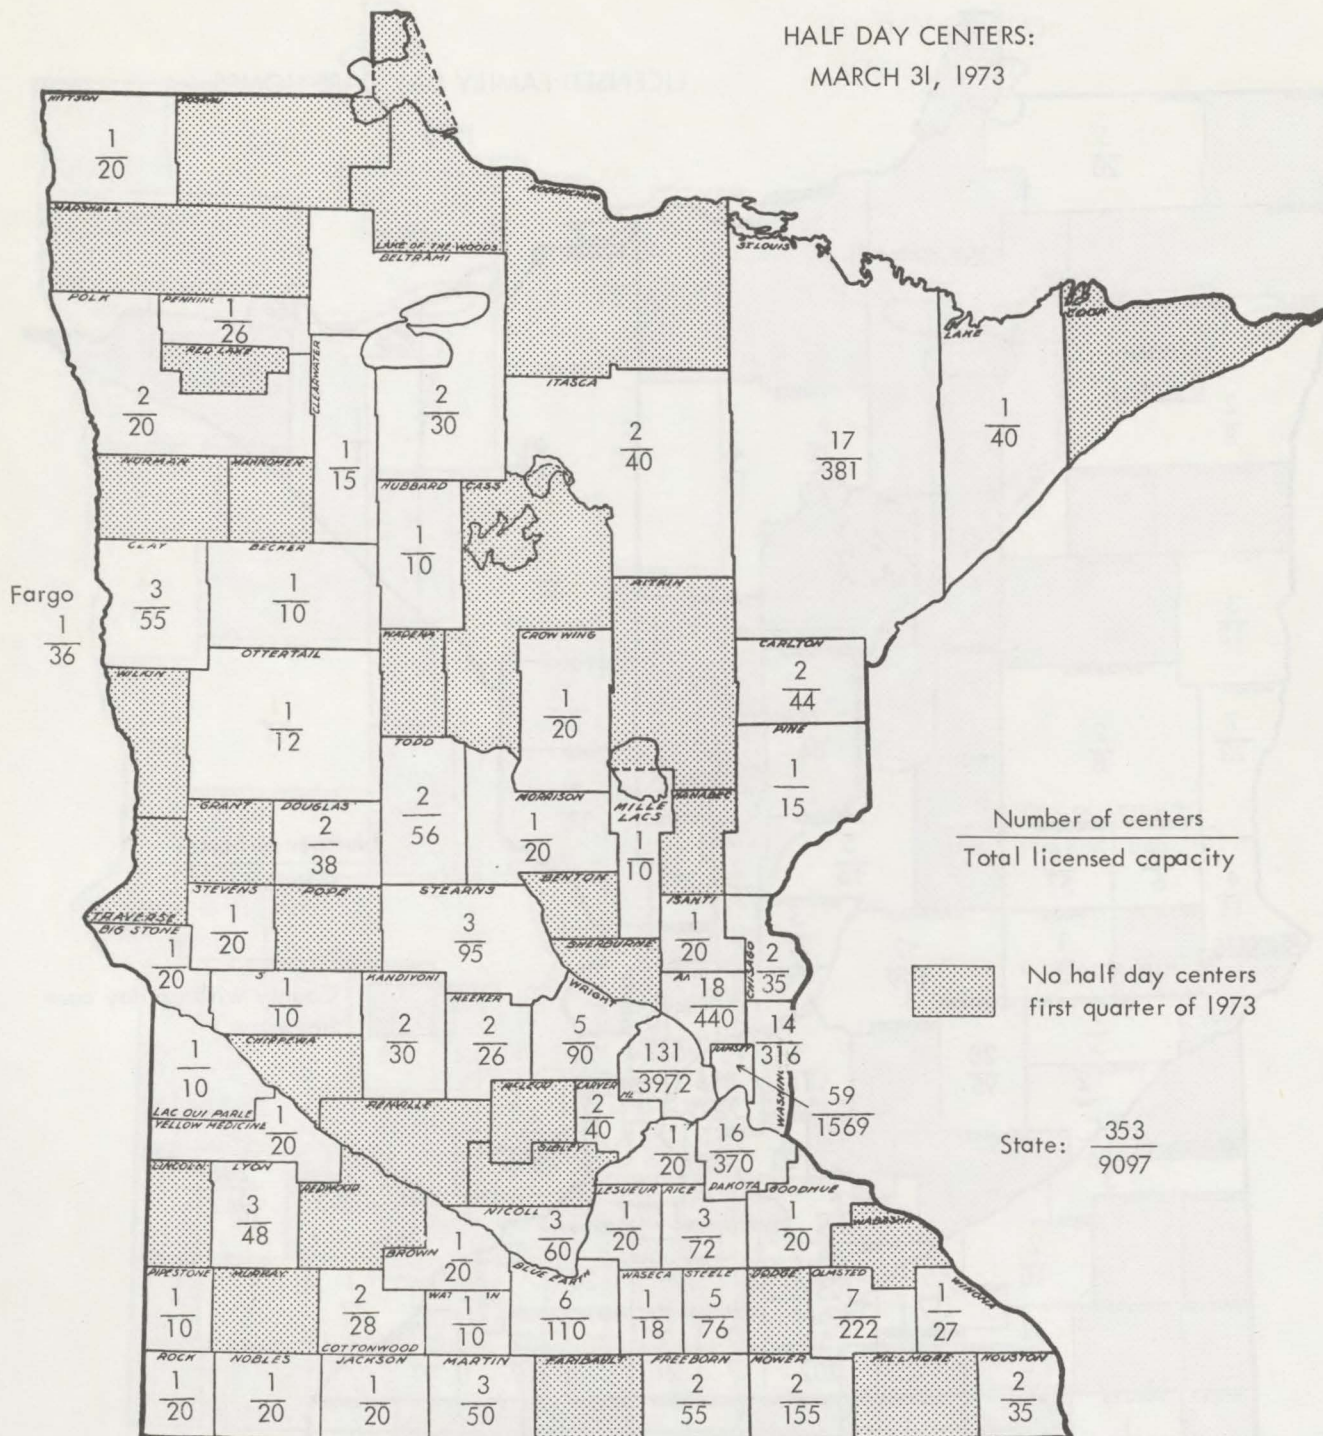 HALF DAY CENTERS:
MARCH 31, 1973
KITTSON
1
20
ROSEAU
MARSHALL
LAKE OF THE WOODS
BELTRAMI
KOOCHICHING
ST. LOUIS
POLK
PENNING
1
26
RED LAKE
CLEARWATER
LAKE
COOK
2
20
2
30
ITASCA
2
40
17
381
1
40
1
15
NORMAN
MAHNOMEN
HUBBARD
CASS
1
10
CLAY
BECKER
Fargo
1
36
3
55
1
10
AITKIN
WADENA
CROW WING
CARLTON
2
44
OTTERTAIL
WILKIN
1
12
1
20
PINE
1
15
TODD
2
56
MORRISON
1
20
MILLE
LACS
1
10
KANABEC
GRANT
DOUGLAS
2
38
Number of centers
Total licensed capacity
STEVENS
1
20
POPE
STEARNS
3
95
BENTON
ISANTI
1
20
TRAVERSE
BIG STONE
1
20
SHERBURNE
CHISAGO
2
35
No half day centers
first quarter of 1973
S
1
10
KANDIYOHI
2
30
MEEKER
2
26
WRIGHT
5
90
AN
18
440
14
316
WASHING
CHIPPEWA
131
3972
RAMSEY
59
1569
1
10
LAC QUI PARLE
YELLOW MEDICINE
1
20
RENVILLE
McLEOD
CARVER
2
40
SIBLEY
1
20
16
370
DAKOTA
State: 353
9097
LINCOLN
LYON
3
48
REDWOOD
NICOLL
3
60
LESUEUR
1
20
RICE
3
72
GOODHUE
1
20
WABASHA
BROWN
1
20
BLUE EARTH
6
110
PIPESTONE
1
10
MURRAY
2
28
COTTONWOOD
WAT IN
1
10
WASECA
1
18
STEELE
5
76
DODGE
OLMSTED
7
222
WINONA
1
27
ROCK
1
20
NOBLES
1
20
JACKSON
1
20
MARTIN
3
50
FARIBAULT
FREEBORN
2
55
MOWER
2
155
FILLMORE
HOUSTON
2
35